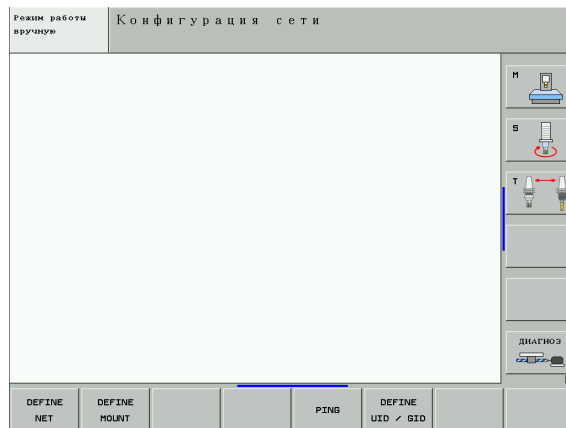 Режим работы
вручную
Конфигурация сети
M
S
T
ДИАГНОЗ
DEFINE
NET
DEFINE
MOUNT
PING
DEFINE
UID / GID